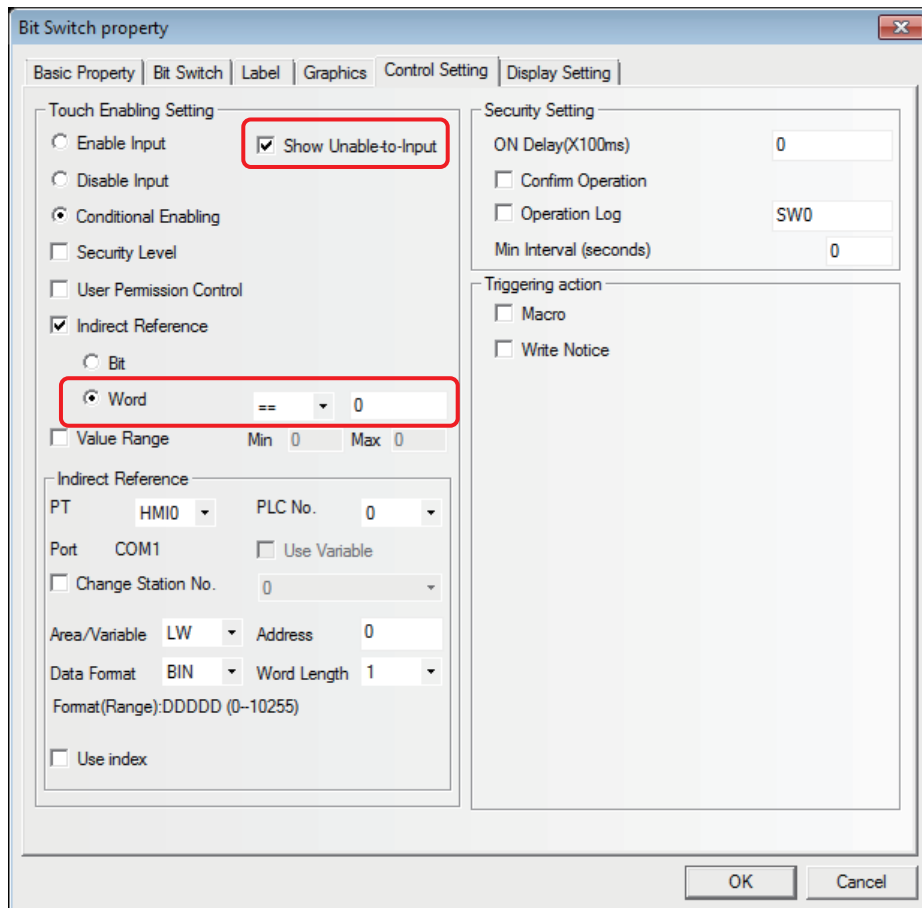 Bit Switch property
Basic Property Bit Switch Label Graphics Control Setting Display Setting
Touch Enabling Setting
Enable Input Show Unable-to-Input
Disable Input
Conditional Enabling
Security Level
User Permission Control
Indirect Reference
Bit
Word == 0
Value Range Min 0 Max 0
Indirect Reference
PT HMI0 PLC No. 0
Port COM1 Use Variable
Change Station No. 0
Area/Variable LW Address 0
Data Format BIN Word Length 1
Format(Range):DDDDD (0--10255)
Use index
Security Setting
ON Delay(X100ms) 0
Confirm Operation
Operation Log SW0
Min Interval (seconds) 0
Triggering action
Macro
Write Notice
OK Cancel